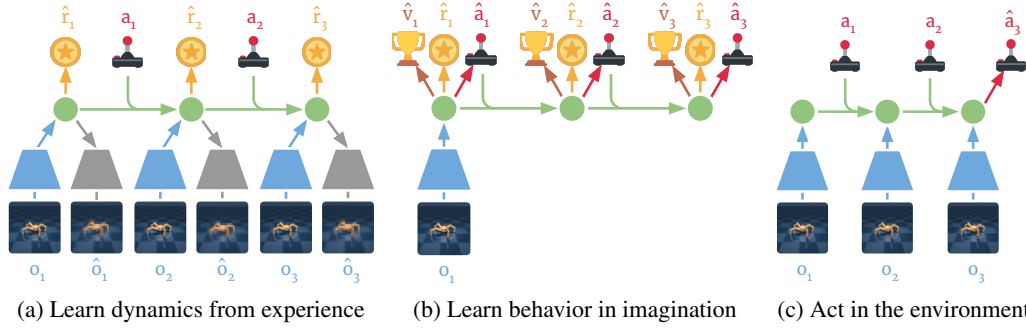 r̂₁ a₁ r̂₂ a₂ r̂₃
o₁ ô₁ o₂ ô₂ o₃ ô₃
(a) Learn dynamics from experience
v̂₁ r̂₁ â₁ v̂₂ r̂₂ â₂ v̂₃ r̂₃ â₃
o₁
(b) Learn behavior in imagination
a₁ a₂ â₃
o₁ o₂ o₃
(c) Act in the environment